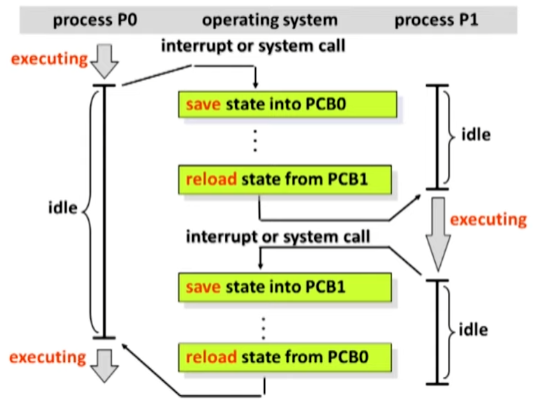 process P0 operating system process P1
interrupt or system call
executing
save state into PCB0
idle
reload state from PCB1
idle
executing
interrupt or system call
save state into PCB1
idle
executing
reload state from PCB0